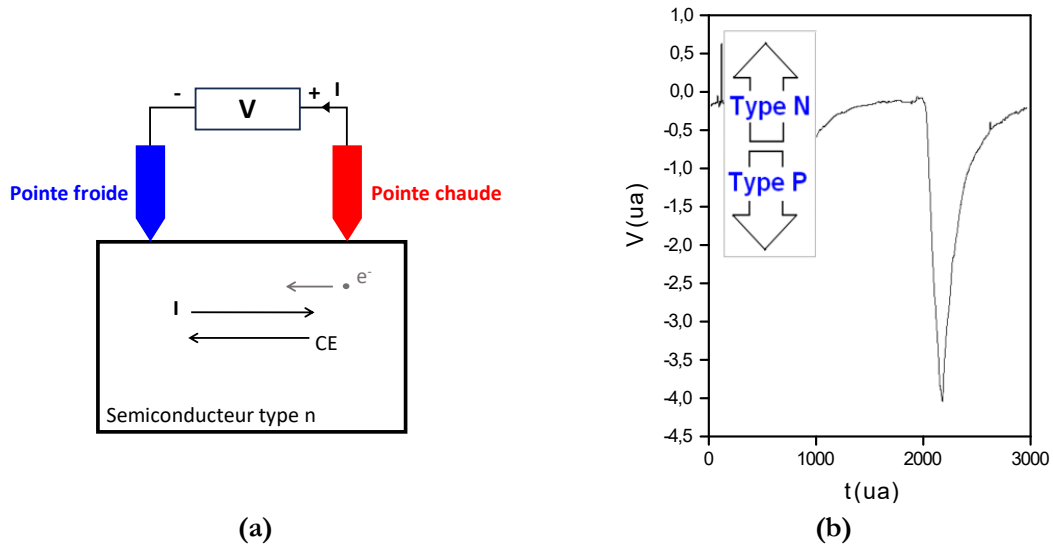 - V + I
Pointe froide
Pointe chaude
e-
I
CE
Semiconducteur type n
(a)
1,0
0,5
0,0
-0,5
-1,0
-1,5
-2,0
-2,5
-3,0
-3,5
-4,0
-4,5
V (ua)
Type N
Type P
0 1000 2000 3000
t (ua)
(b)